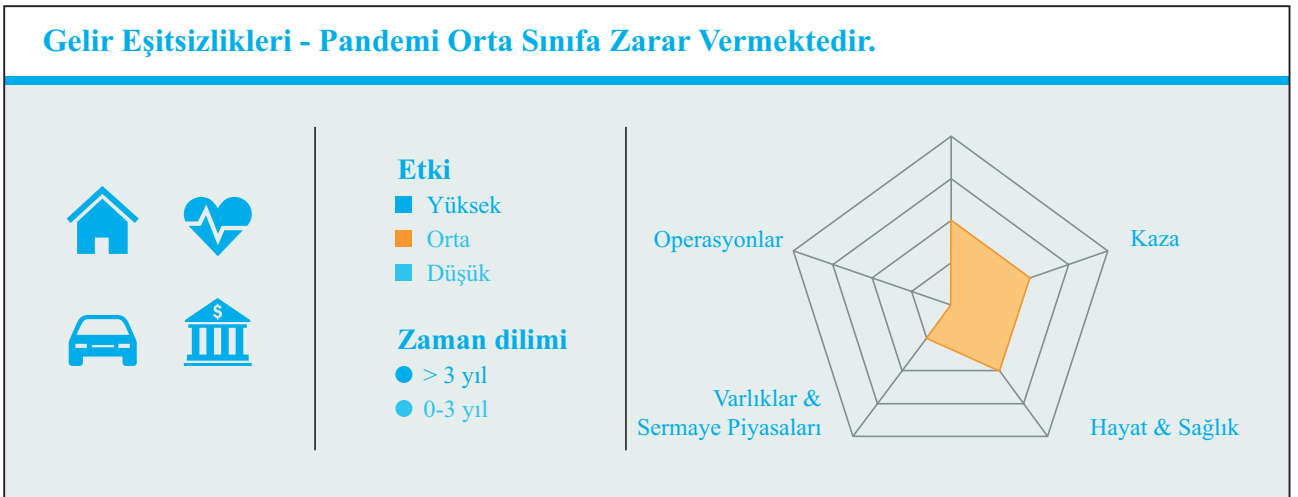 Gelir Eşitsizlikleri - Pandemi Orta Sınıfa Zarar Vermektedir.
$
Etki
Yüksek
Orta
Düşük
Zaman dilimi
> 3 yıl
0-3 yıl
Operasyonlar
Kaza
Varlıklar &
Sermaye Piyasaları
Hayat & Sağlık